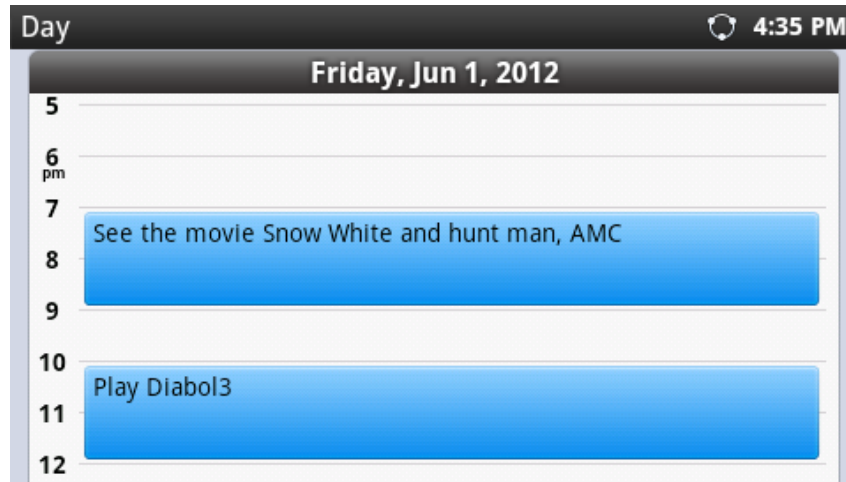 Day 4:35 PM
Friday, Jun 1, 2012
5
6
pm
7
See the movie Snow White and hunt man, AMC
8
9
10
Play Diabol3
11
12